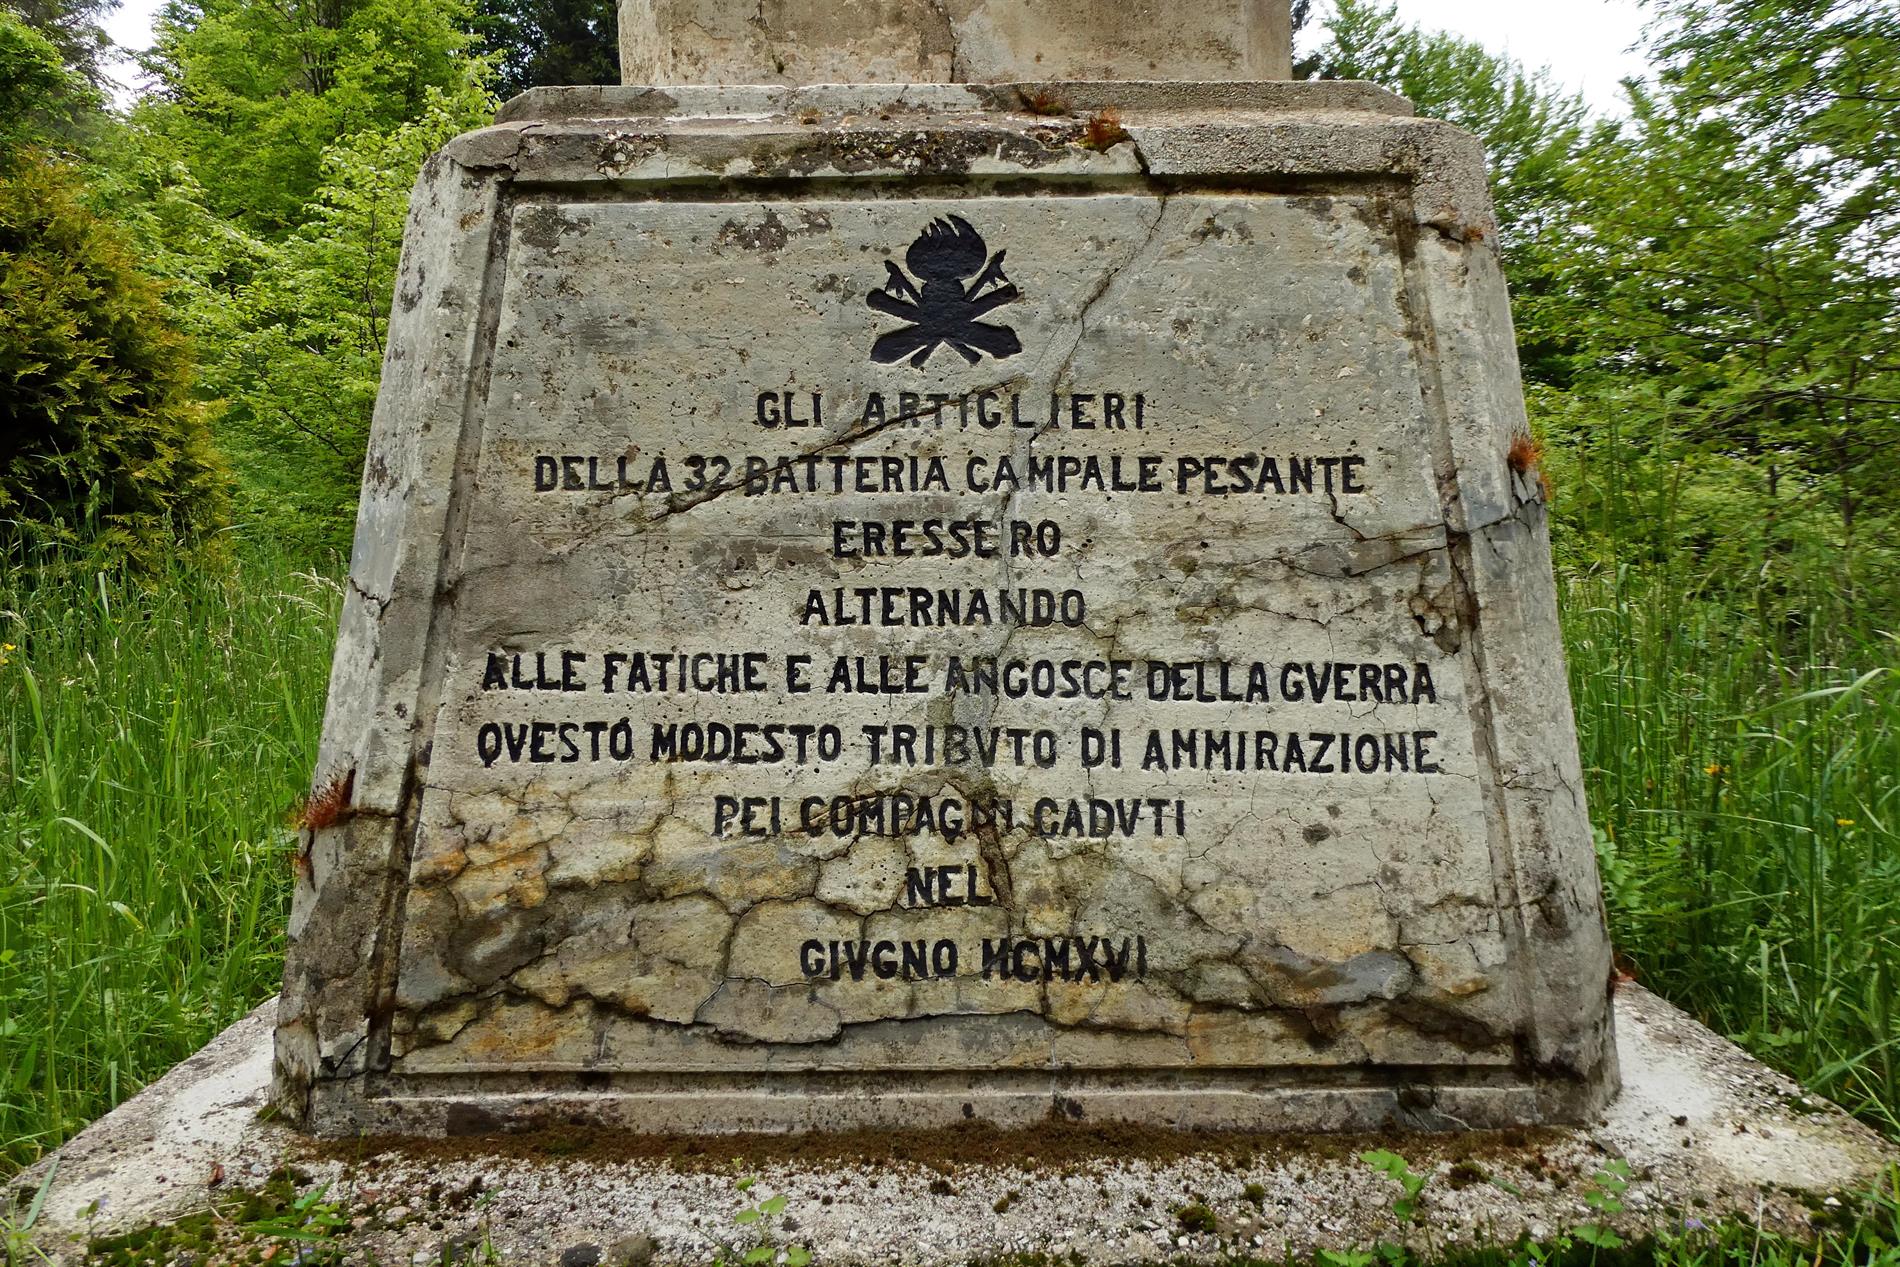 GLI ARTIGLIERI
DELLA 32 BATTERIA CAMPALE PESANTE
ERESSERO
ALTERNANDO
ALLE FATICHE E ALLE ANGOSCE DELLA GVERRA
QVESTO MODESTO TRIBVTO DI AMMIRAZIONE
PEI COMPAGNI CADVTI
NEL
GIVGNO MCMXVI